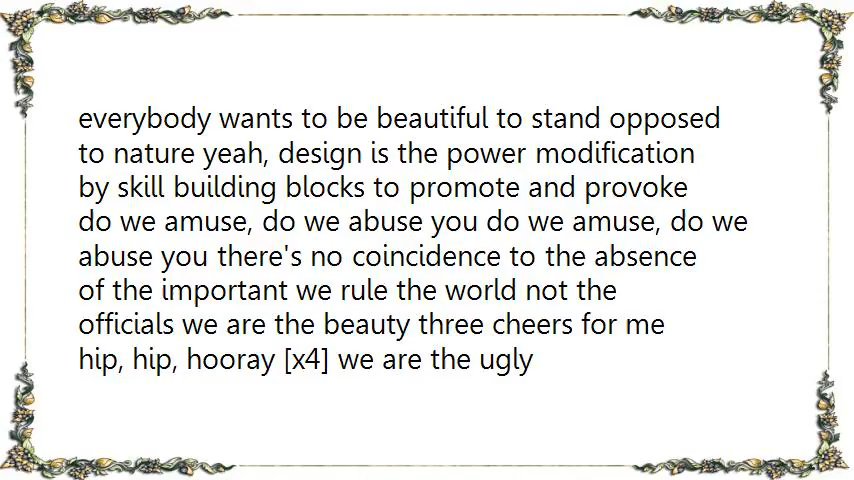 everybody wants to be beautiful to stand opposed
to nature yeah, design is the power modification
by skill building blocks to promote and provoke
do we amuse, do we abuse you do we amuse, do we
abuse you there's no coincidence to the absence
of the important we rule the world not the
officials we are the beauty three cheers for me
hip, hip, hooray [x4] we are the ugly